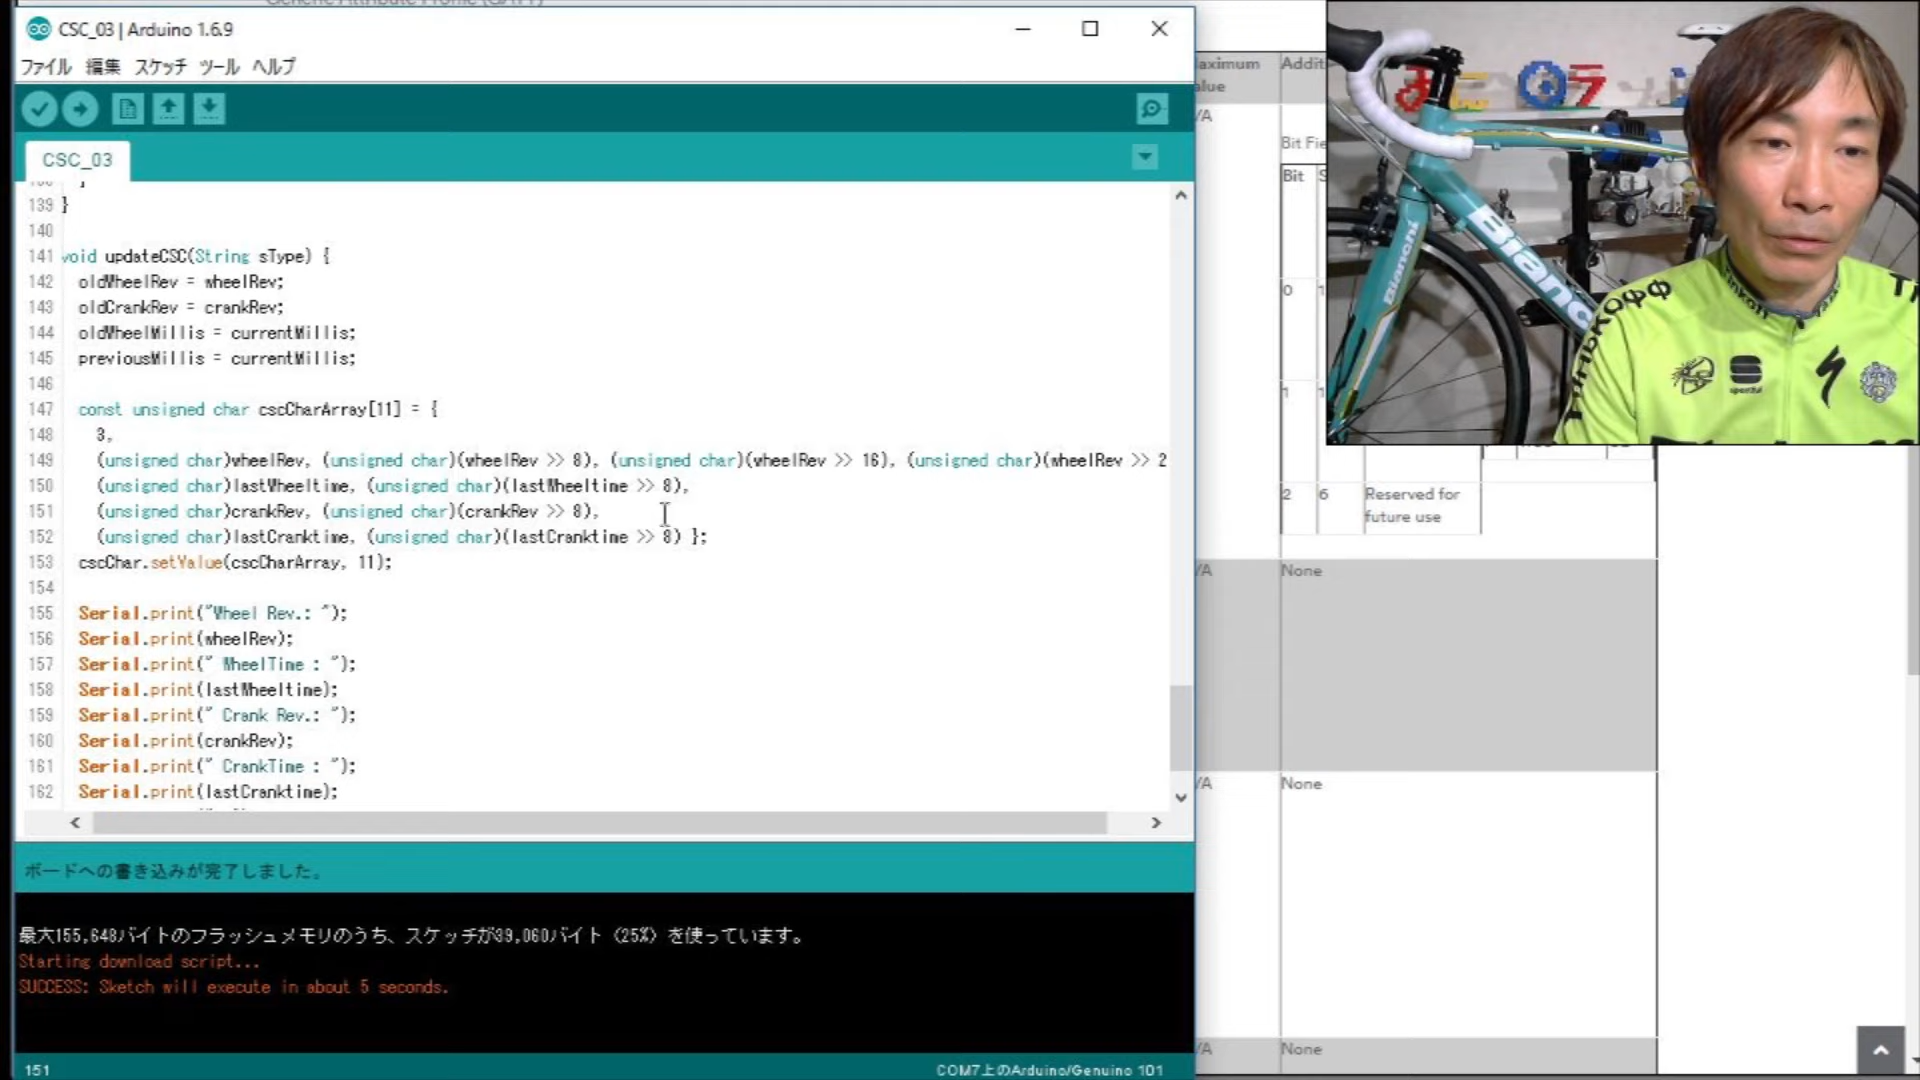 CSC_03 | Arduino 1.6.9
ファイル 編集 スケッチ ツール ヘルプ
CSC_03
139 }
140
141 void updateCSC(String sType) {
142 oldWheelRev = wheelRev;
143 oldCrankRev = crankRev;
144 oldWheelMillis = currentMillis;
145 previousMillis = currentMillis;
146
147 const unsigned char cscCharArray[11] = {
148 3,
149 (unsigned char)wheelRev, (unsigned char)(wheelRev >> 8), (unsigned char)(wheelRev >> 16), (unsigned char)(wheelRev >> 2
150 (unsigned char)lastWheeltime, (unsigned char)(lastWheeltime >> 8),
151 (unsigned char)crankRev, (unsigned char)(crankRev >> 8),
152 (unsigned char)lastCranktime, (unsigned char)(lastCranktime >> 8) };
153 cscChar.setValue(cscCharArray, 11);
154
155 Serial.print("Wheel Rev.: ");
156 Serial.print(wheelRev);
157 Serial.print(" WheelTime : ");
158 Serial.print(lastWheeltime);
159 Serial.print(" Crank Rev.: ");
160 Serial.print(crankRev);
161 Serial.print(" CrankTime : ");
162 Serial.print(lastCranktime);
ボードへの書き込みが完了しました。
最大155,648バイトのフラッシュメモリのうち、スケッチが39,060バイト（25%）を使っています。
Starting download script...
SUCCESS: Sketch will execute in about 5 seconds.
151 COM7上のArduino/Genuino 101
Bit
0 1
1 1
2 6 Reserved for
future use
/A None
/A None
/A None
Bianchi
Bianc
sportful